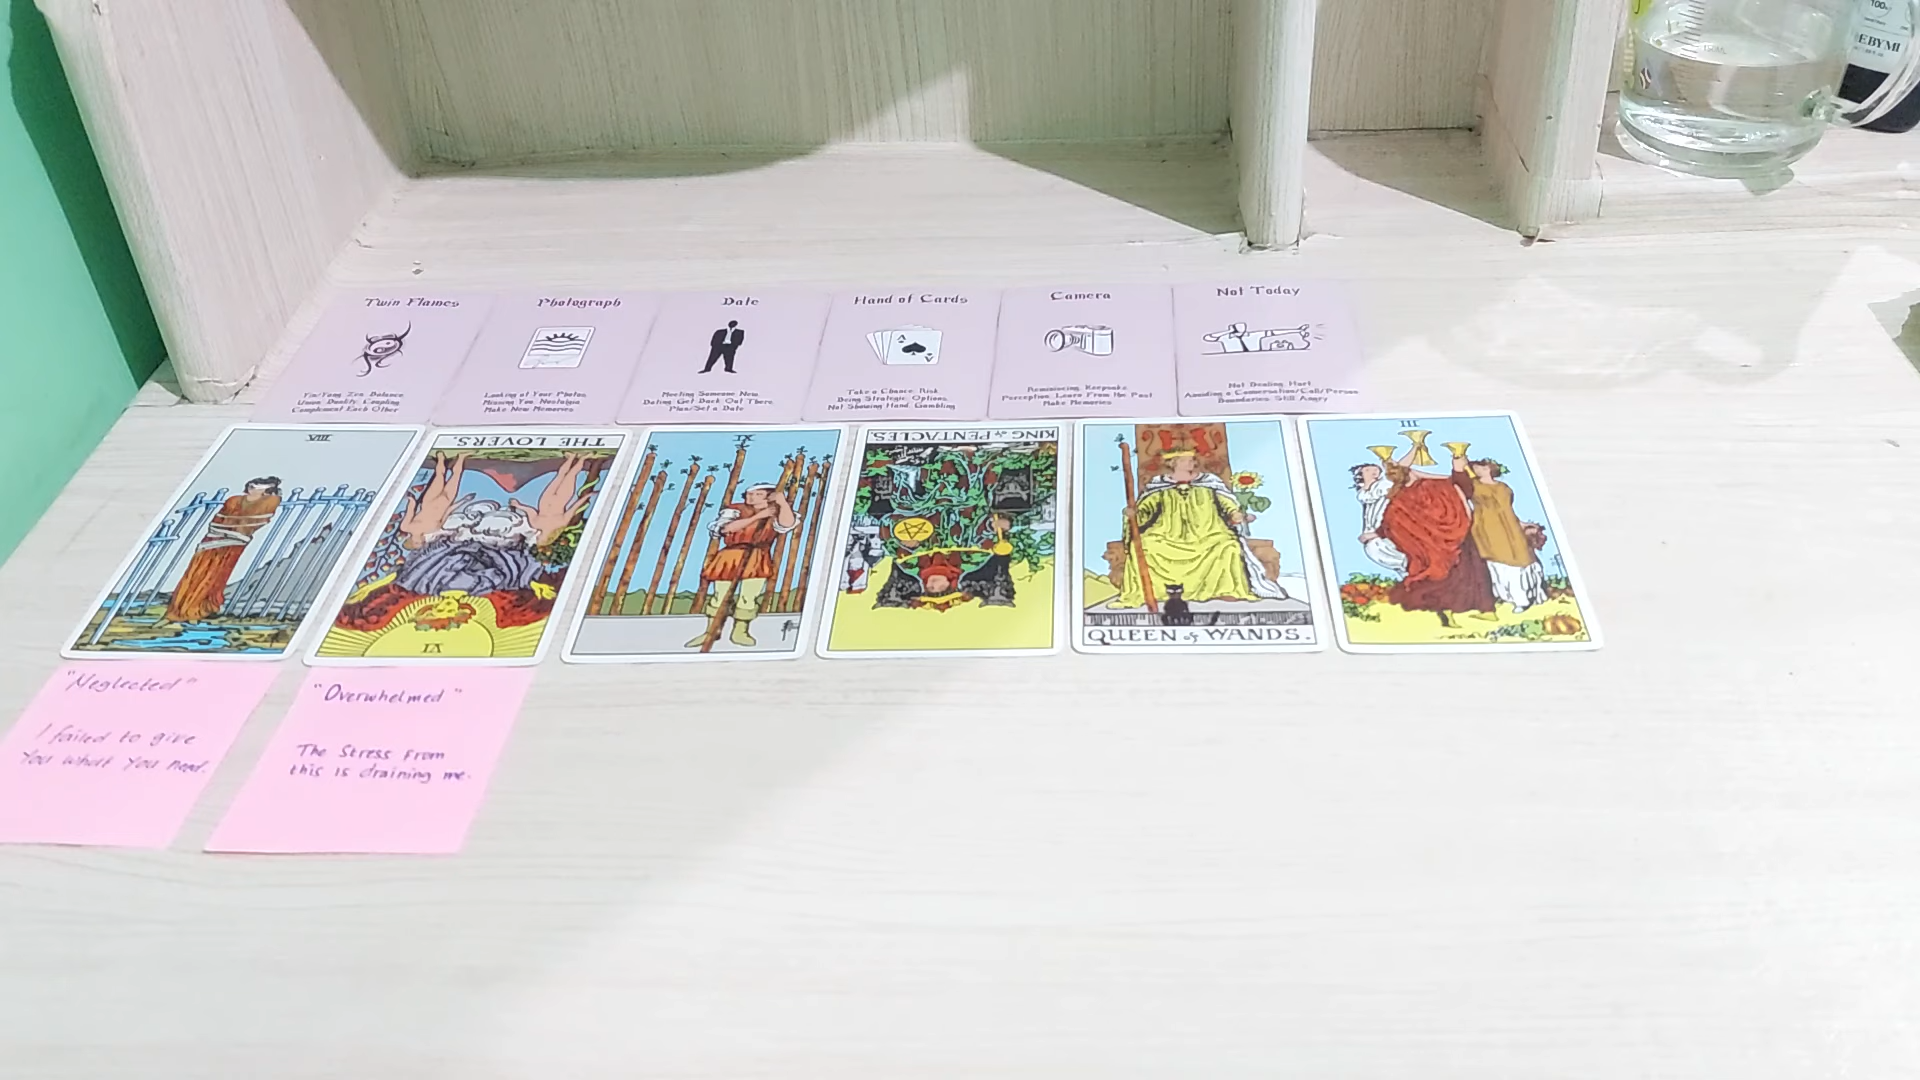 Twin Flames
Yin/Yang Zen Balance
Union Duality Coupling
Complement Each Other
Photograph
Looking at Your Photos
Missing You Nostalgia
Make New Memories
Date
Meeting Someone New
Dating Get Back Out There
Plan/Set a Date
Hand of Cards
A
A
Take a Chance Risk
Being Strategic Options
Not Showing Hand Gambling
Camera
Reminiscing Keepsake
Perception Learn From the Past
Make Memories
Not Today
Not Dealing Hurt
Avoiding a Conversation/Call/Person
Boundaries Still Angry
VIII
THE LOVERS.
VI
IX
KING of PENTACLES.
QUEEN of WANDS.
III
"Neglected"
I failed to give
You what You need.
"Overwhelmed"
The Stress From
this is draining me.
100
EBYMI